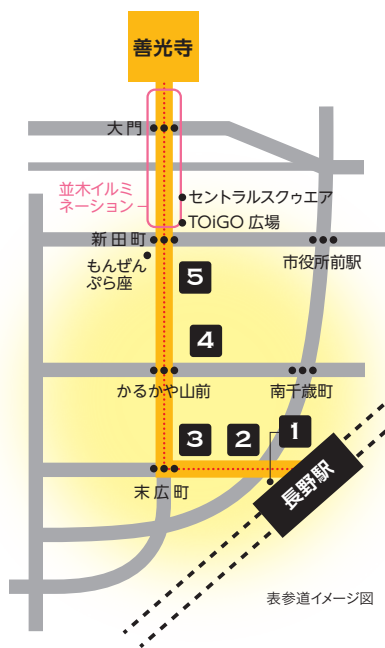 善光寺
大門
並木イルミ
ネーション
セントラルスクゥエア
TOiGO 広場
新田町
市役所前駅
もんぜん
ぷら座
5
4
かるかや山前
南千歳町
3
2
1
末広町
長野駅
表参道イメージ図